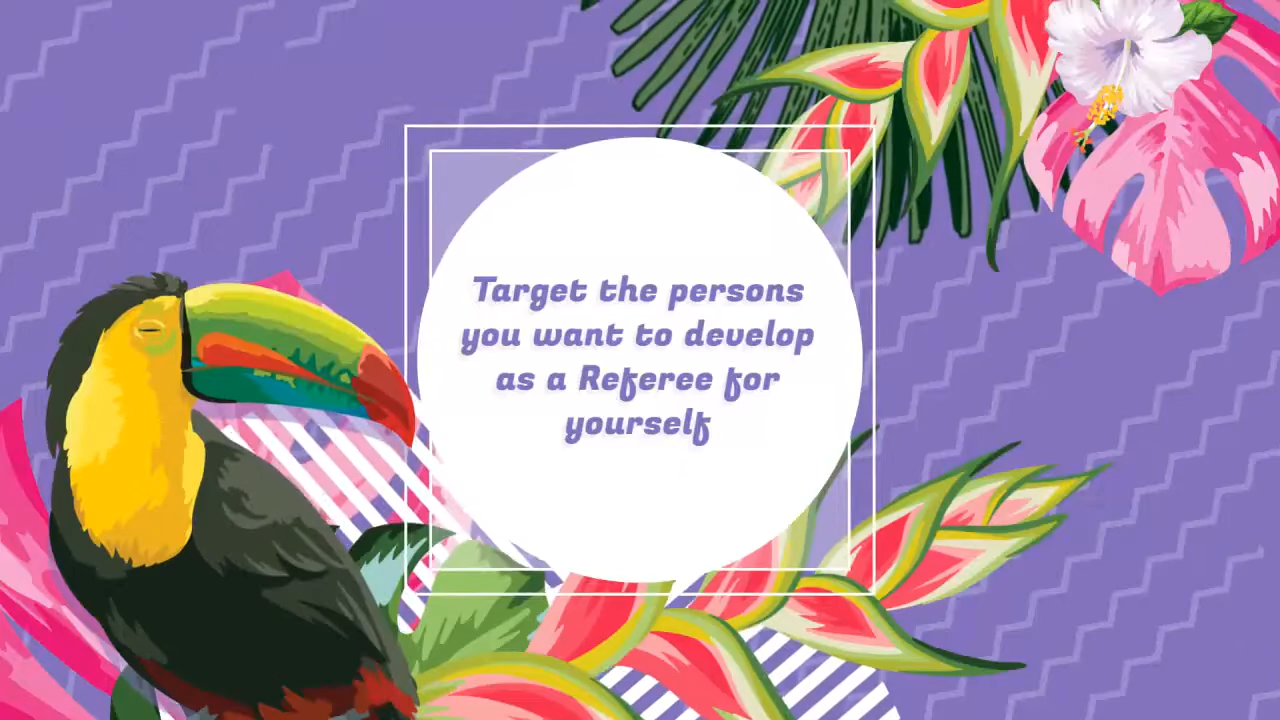 Target the persons
you want to develop
as a Referee for
yourself